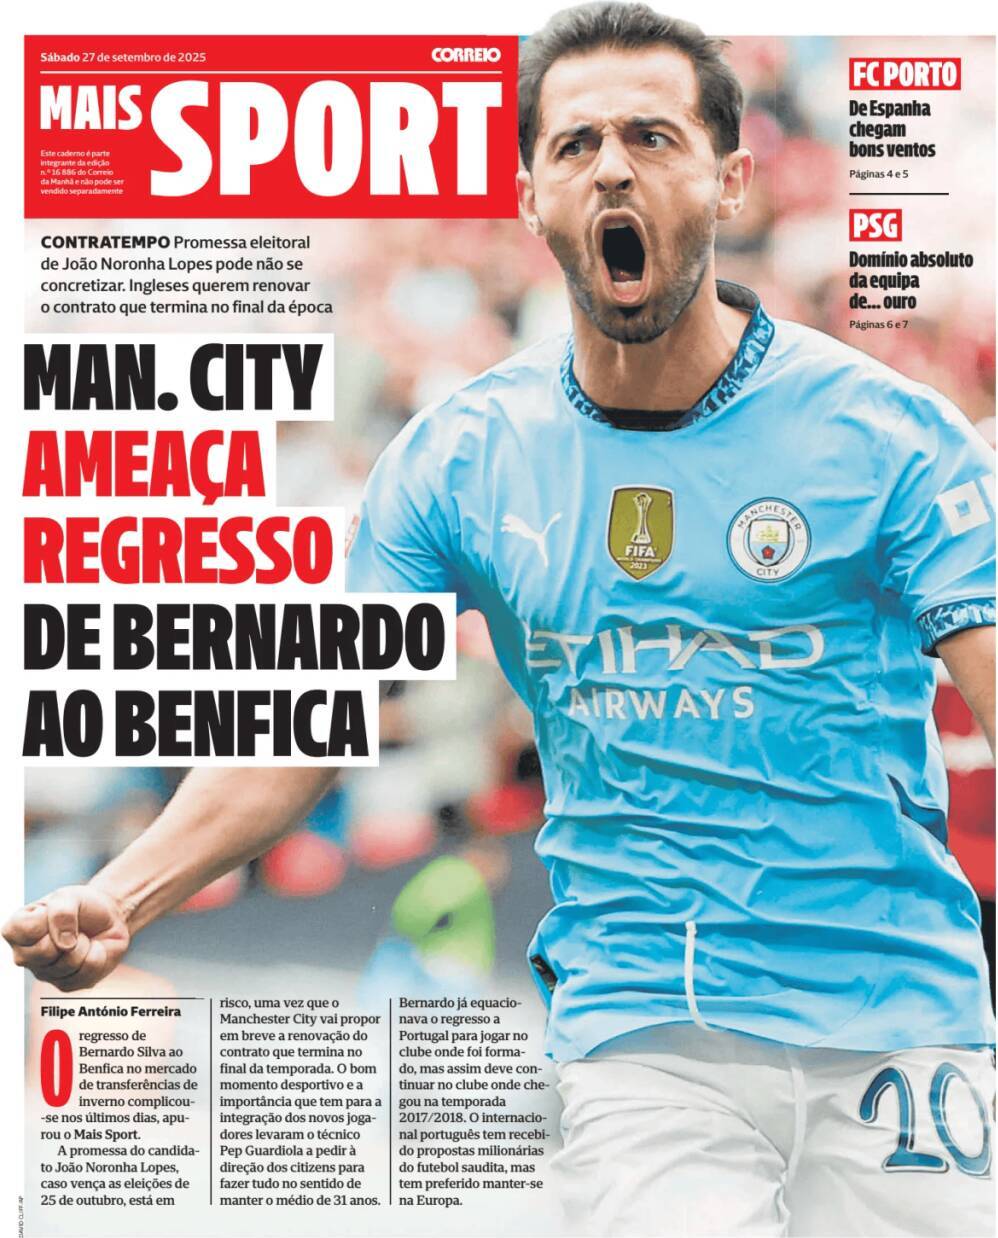 Sábado 27 de setembro de 2025
CORREIO
MAIS SPORT
Este caderno é parte
integrante da edição
n.º 16 886 do Correio
da Manhã e não pode ser
vendido separadamente
FC PORTO
De Espanha
chegam
bons ventos
Páginas 4 e 5
PSG
Domínio absoluto
da equipa
de... ouro
Páginas 6 e 7
CONTRATEMPO Promessa eleitoral
de João Noronha Lopes pode não se
concretizar. Ingleses querem renovar
o contrato que termina no final da época
MAN. CITY
AMEAÇA
REGRESSO
DE BERNARDO
AO BENFICA
FIFA
WORLD CHAMPIONS
2023
MANCHESTER
CITY
ETIHAD
AIRWAYS
20
Filipe António Ferreira
O regresso de
Bernardo Silva ao
Benfica no mercado
de transferências de
inverno complicou-
-se nos últimos dias, apu-
rou o Mais Sport.
A promessa do candida-
to João Noronha Lopes,
caso vença as eleições de
25 de outubro, está em
risco, uma vez que o
Manchester City vai propor
em breve a renovação do
contrato que termina no
final da temporada. O bom
momento desportivo e a
importância que tem para a
integração dos novos joga-
dores levaram o técnico
Pep Guardiola a pedir à
direção dos citizens para
fazer tudo no sentido de
manter o médio de 31 anos.
Bernardo já equacio-
nava o regresso a
Portugal para jogar no
clube onde foi forma-
do, mas assim deve con-
tinuar no clube onde che-
gou na temporada
2017/2018. O internacio-
nal português tem recebi-
do propostas milionárias
do futebol saudita, mas
tem preferido manter-se
na Europa.
DAVID CLIFF/AP